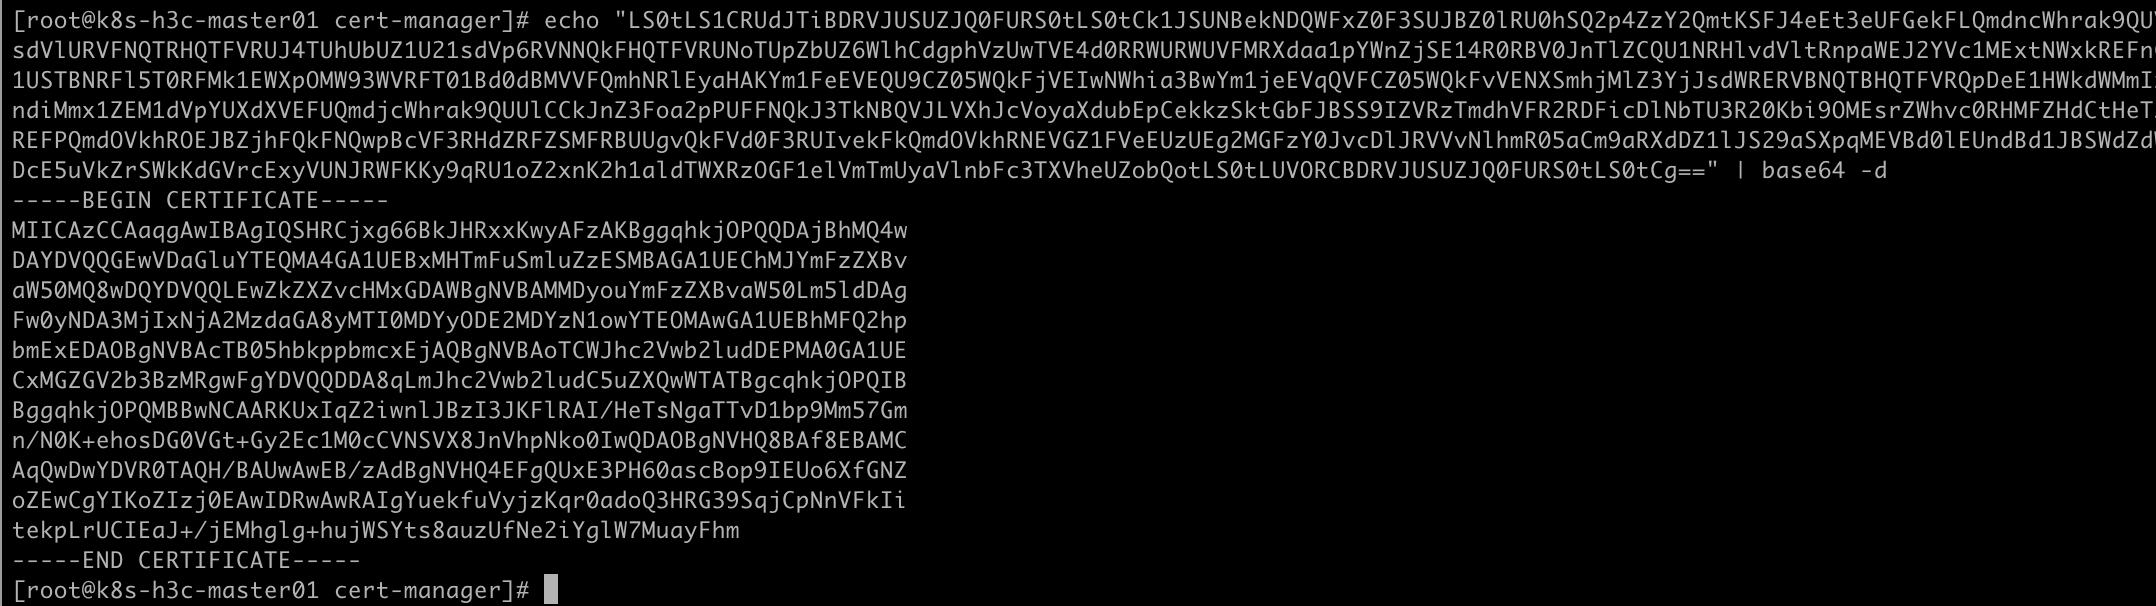 [root@k8s-h3c-master01 cert-manager]# echo "LS0tLS1CRUdJTiBDRVJUSUZJQ0FURS0tLS0tCk1JSUNBekNDQWFxZ0F3SUJBZ0lRU0hSQ2p4ZzY2QmtKSFJ4eEt3eUFGekFLQmdncWhrak9QU
sdVlURVFNQTRHQTFVRUJ4TUhUbUZ1U21sdVp6RVNNQkFHQTFVRUNoTUpZbUZ6WlhCdgphVzUwTVE4d0RRWURWUVFMRXdaa1pYWnZjSE14R0RBV0JnTlZCQU1NRHlvdVltRnpaWEJ2YVc1MExtNWxkREFn
1USTBNRFl5T0RFMk1EWXpOMW93WVRFT01Bd0dBMVVFQmhNRlEyaHAKYm1FeEVEQU9CZ05WQkFjVEIwNWhia3BwYm1jeEVqQVFCZ05WQkFvVENXSmhjMlZ3YjJsdWRERVBNQTBHQTFVRQpDeE1HWkdWMmIz
ndiMmx1ZEM1dVpYUXdXVEFUQmdjcWhrak9QUUlCCkJnZ3Foa2pPUFFNQkJ3TkNBQVJLVXhJcVoyaXdubEpCekkzSktGbFJBSS9IZVRzTmdhVFR2RDFicDlNbTU3R20Kbi9OMEsrZWhvc0RHMFZHdCtHeT
REFPQmdOVkhROEJBZjhFQkFNQwpBcVF3RHdZRFZSMFRBUUgvQkFVd0F3RUIvekFkQmdOVkhRNEVGZ1FVeEUzUEg2MGFzY0JvcDlJRVVvNlhmR05aCm9aRXdDZ1lJS29aSXpqMEVBd0lEUndBd1JBSWdZd
DcE5uVkZrSWkKdGVrcExyVUNJRWFKKy9qRU1oZ2xnK2h1aldTWXRzOGF1elVmTmUyaVlnbFc3TXVheUZobQotLS0tLUVORCBDRVJUSUZJQ0FURS0tLS0tCg==" | base64 -d
-----BEGIN CERTIFICATE-----
MIICAzCCAaqgAwIBAgIQSHRCjxg66BkJHRxxKwyAFzAKBggqhkjOPQQDAjBhMQ4w
DAYDVQQGEwVDaGluYTEQMA4GA1UEBxMHTmFuSmluZzESMBAGA1UEChMJYmFzZXBv
aW50MQ8wDQYDVQQLEwZkZXZvcHMxGDAWBgNVBAMMDyouYmFzZXBvaW50Lm5ldDAg
Fw0yNDA3MjIxNjA2MzdaGA8yMTI0MDYyODE2MDYzN1owYTEOMAwGA1UEBhMFQ2hp
bmExEDAOBgNVBAcTB05hbkppbmcxEjAQBgNVBAoTCWJhc2Vwb2ludDEPMA0GA1UE
CxMGZGV2b3BzMRgwFgYDVQQDDA8qLmJhc2Vwb2ludC5uZXQwWTATBgcqhkjOPQIB
BggqhkjOPQMBBwNCAARKUxIqZ2iwnlJBzI3JKFlRAI/HeTsNgaTTvD1bp9Mm57Gm
n/N0K+ehosDG0VGt+Gy2Ec1M0cCVNSVX8JnVhpNko0IwQDAOBgNVHQ8BAf8EBAMC
AqQwDwYDVR0TAQH/BAUwAwEB/zAdBgNVHQ4EFgQUxE3PH60ascBop9IEUo6XfGNZ
oZEwCgYIKoZIzj0EAwIDRwAwRAIgYuekfuVyjzKqr0adoQ3HRG39SqjCpNnVFkIi
tekpLrUCIEaJ+/jEMhglg+hujWSYts8auzUfNe2iYglW7MuayFhm
-----END CERTIFICATE-----
[root@k8s-h3c-master01 cert-manager]#